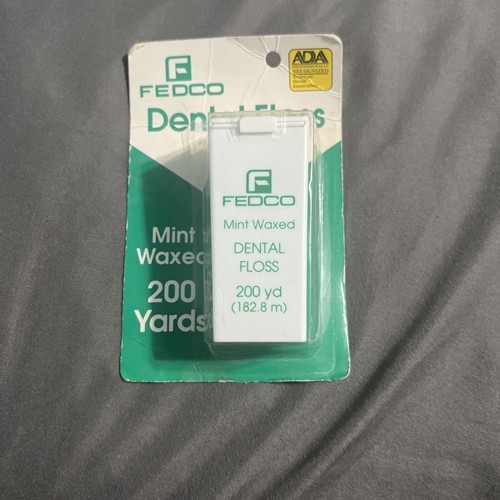 FEDCO
ADA
Dental Floss
FEDCO
Mint Waxed
DENTAL
FLOSS
200 yd
(182.8 m)
Mint
Waxed
200
Yards